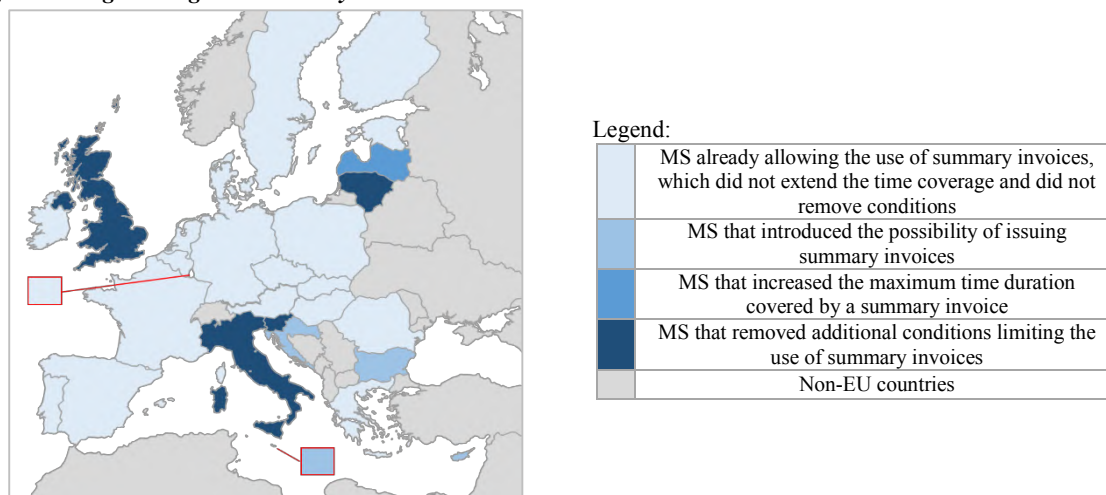 Legend:
MS already allowing the use of summary invoices,
which did not extend the time coverage and did not
remove conditions
MS that introduced the possibility of issuing
summary invoices
MS that increased the maximum time duration
covered by a summary invoice
MS that removed additional conditions limiting the
use of summary invoices
Non-EU countries